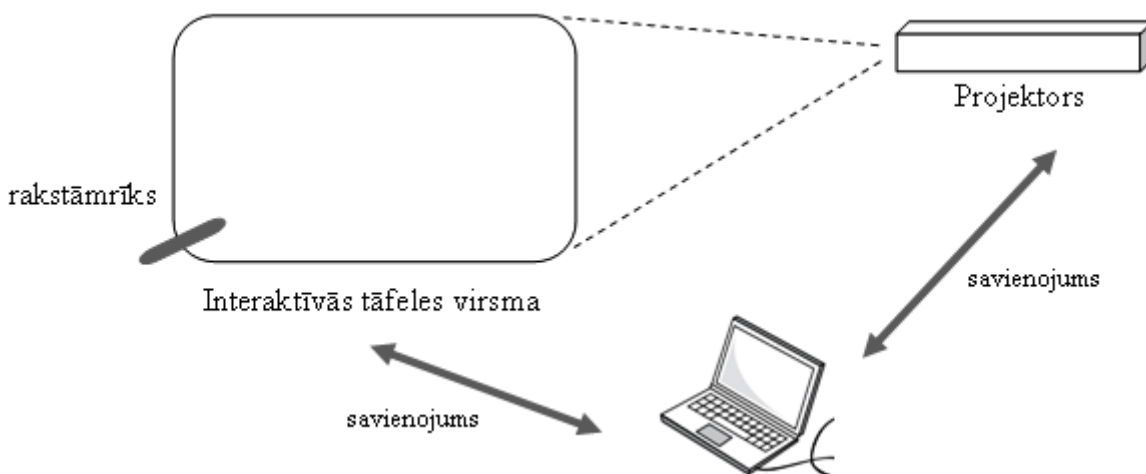 Projektors
rakstāmrīks
savienojums
Interaktīvās tāfeles virsma
savienojums